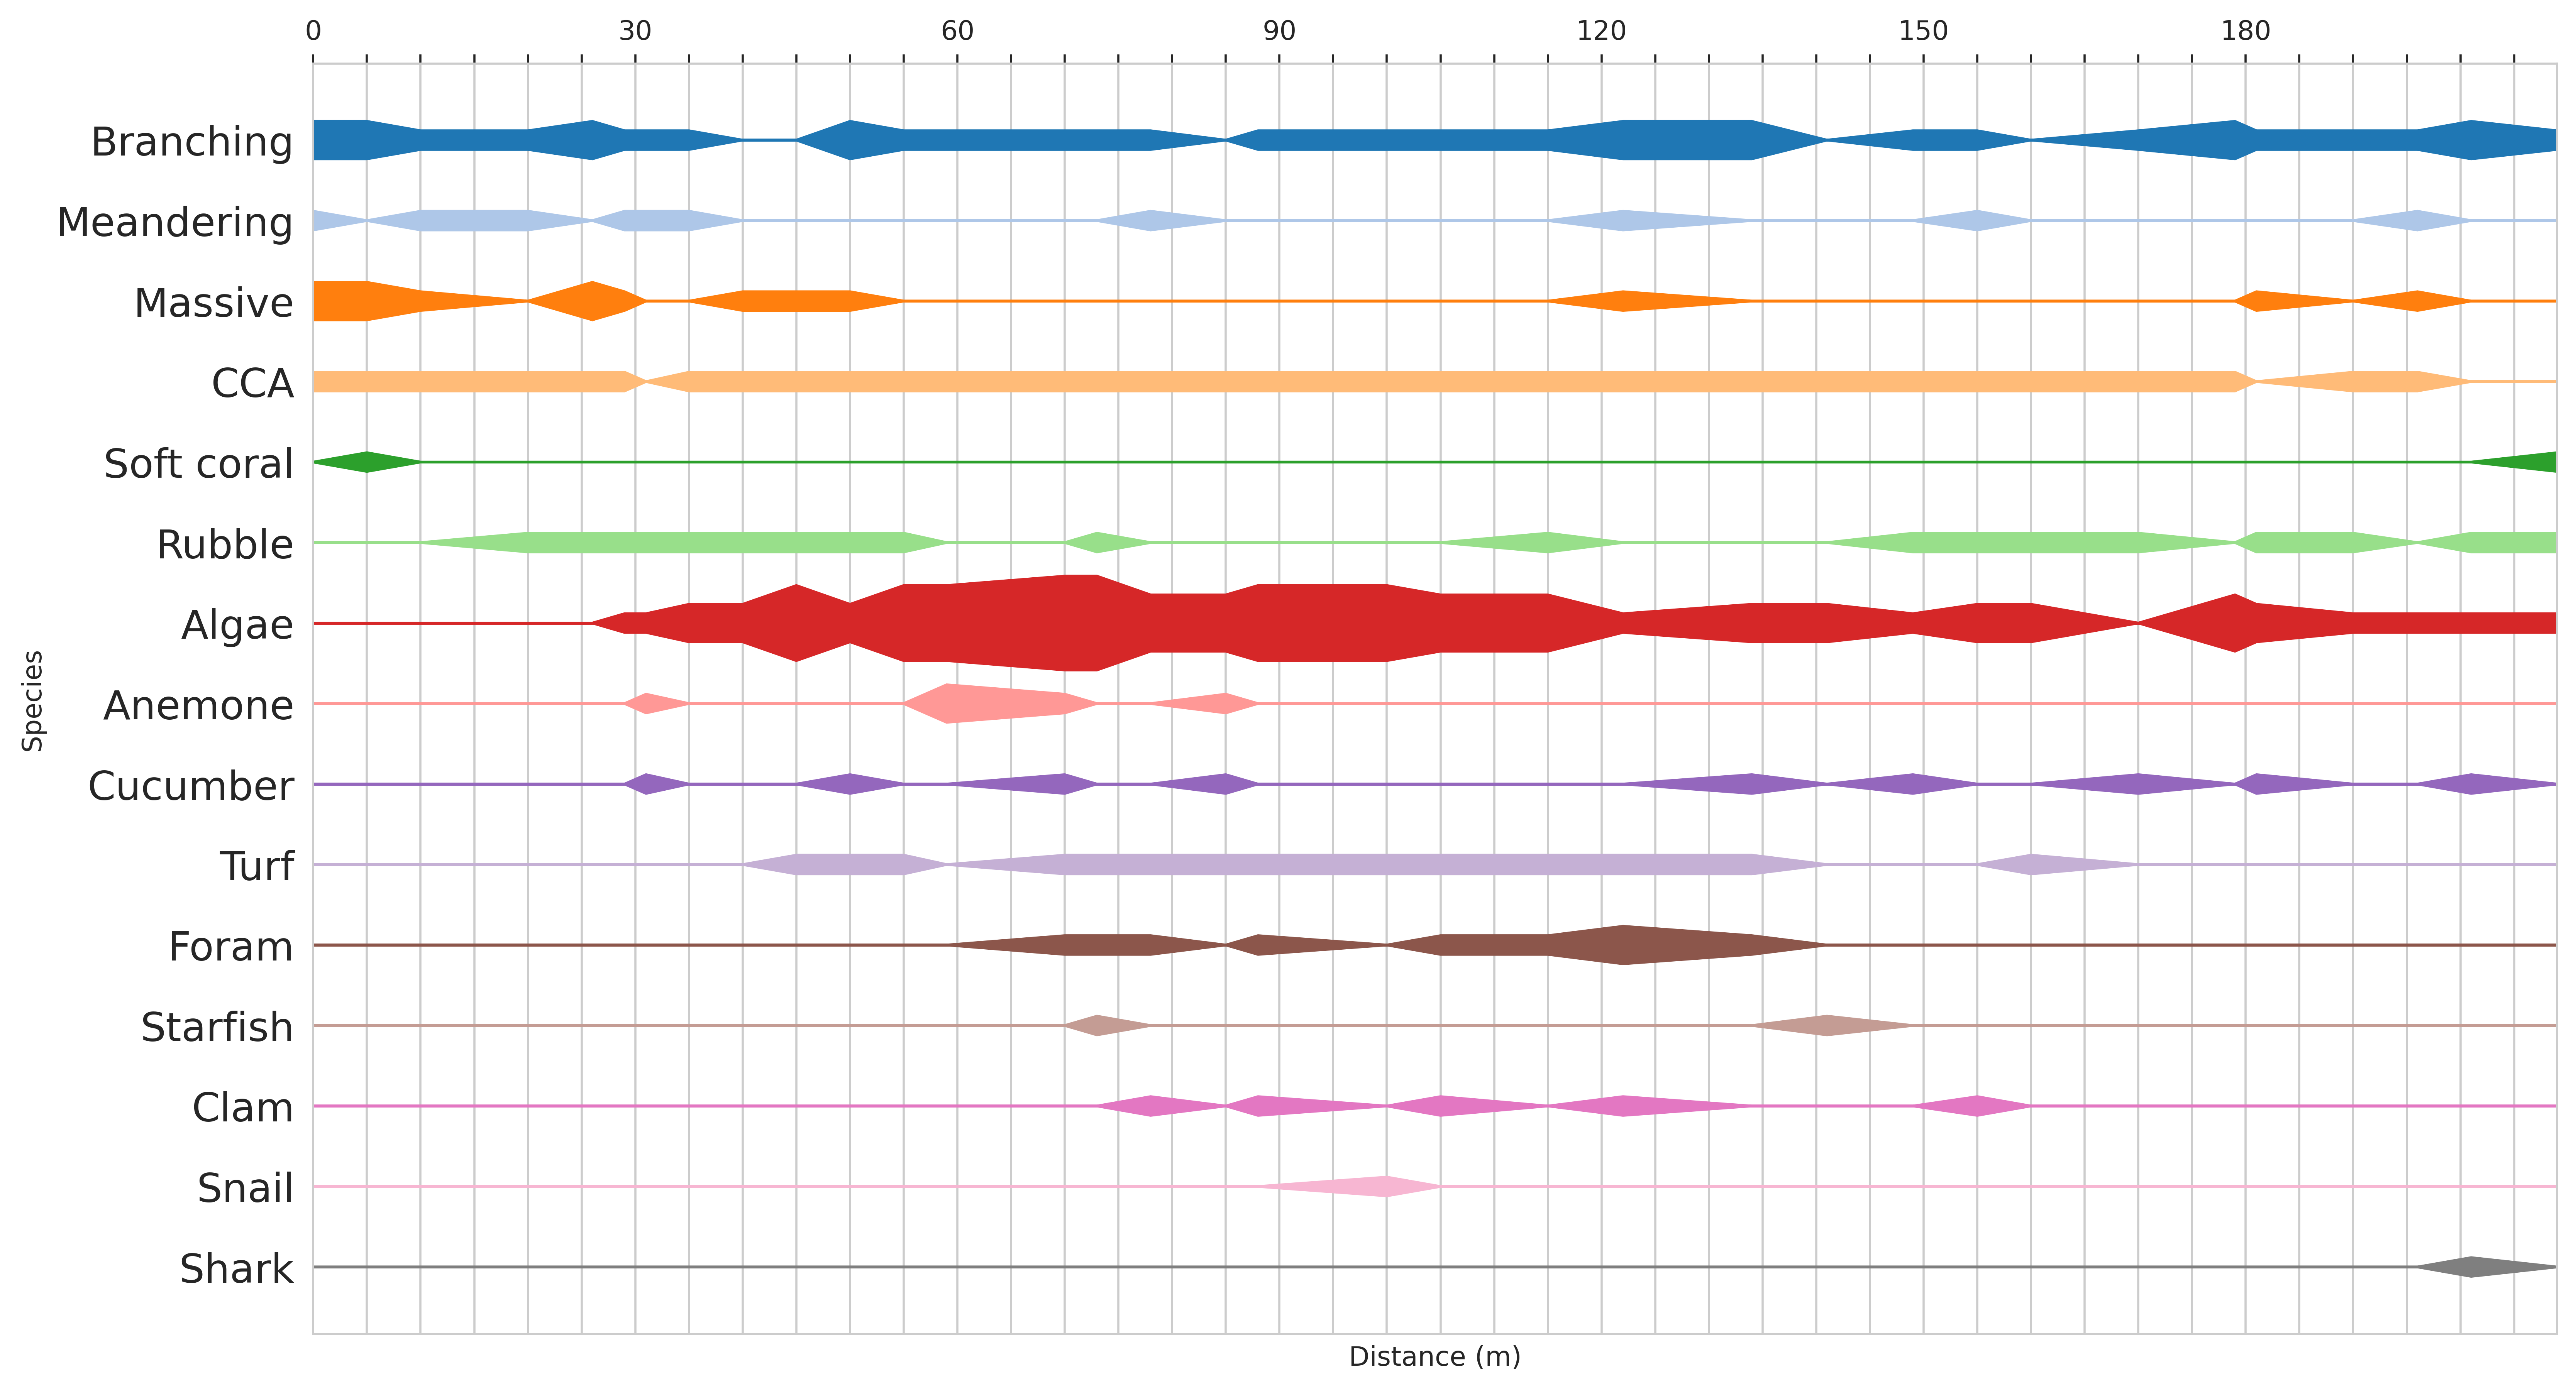 0 30 60 90 120 150 180
Branching
Meandering
Massive
CCA
Soft coral
Rubble
Algae
Anemone
Cucumber
Turf
Foram
Starfish
Clam
Snail
Shark
Species
Distance (m)